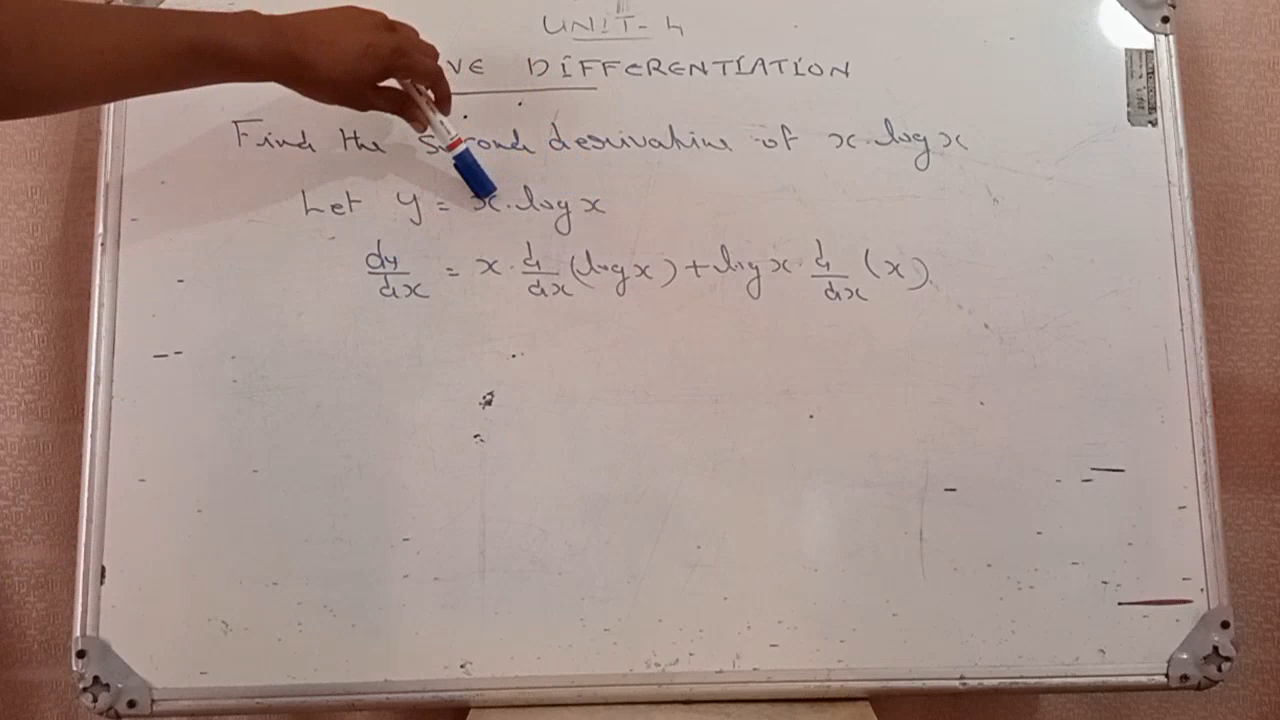 UNIT-4
VE DIFFERENTIATION
Find the Second derivative of x.log x
Let y = x.log x
dy/dx = x. d/dx (log x) + log x. d/dx (x).